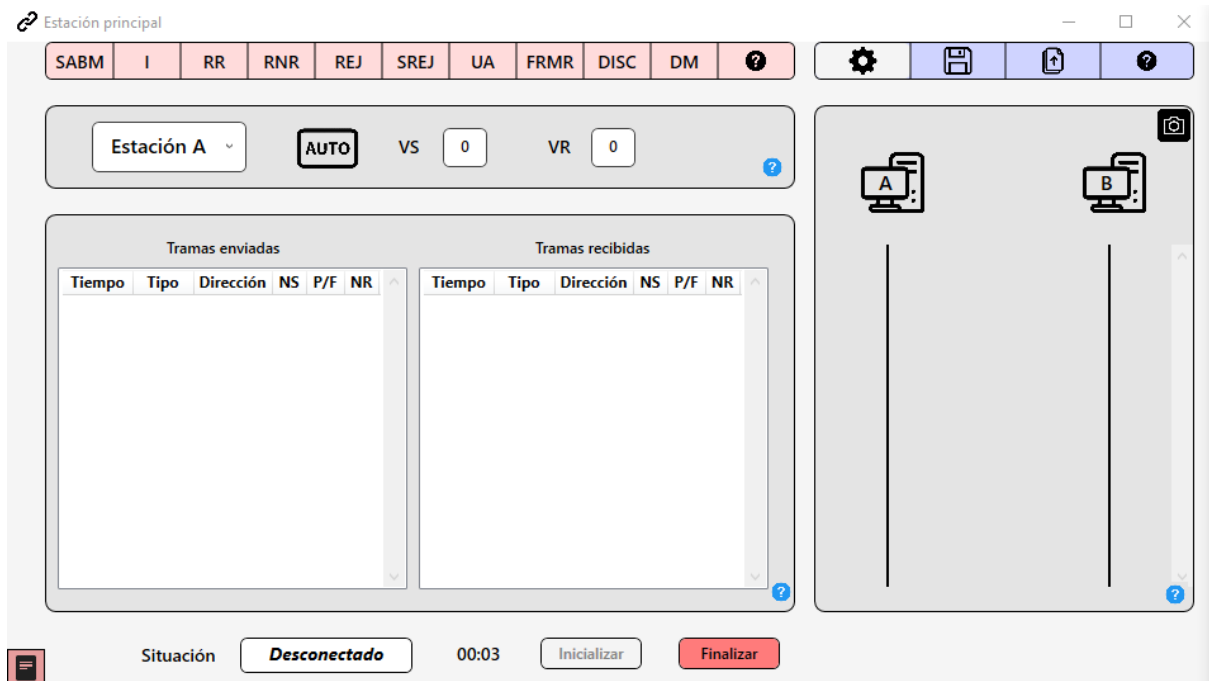 Estación principal
SABM I RR RNR REJ SREJ UA FRMR DISC DM ?
?
Estación A AUTO VS 0 VR 0
?
A B
Tramas enviadas Tramas recibidas
Tiempo Tipo Dirección NS P/F NR Tiempo Tipo Dirección NS P/F NR
?
?
Situación Desconectado 00:03 Inicializar Finalizar